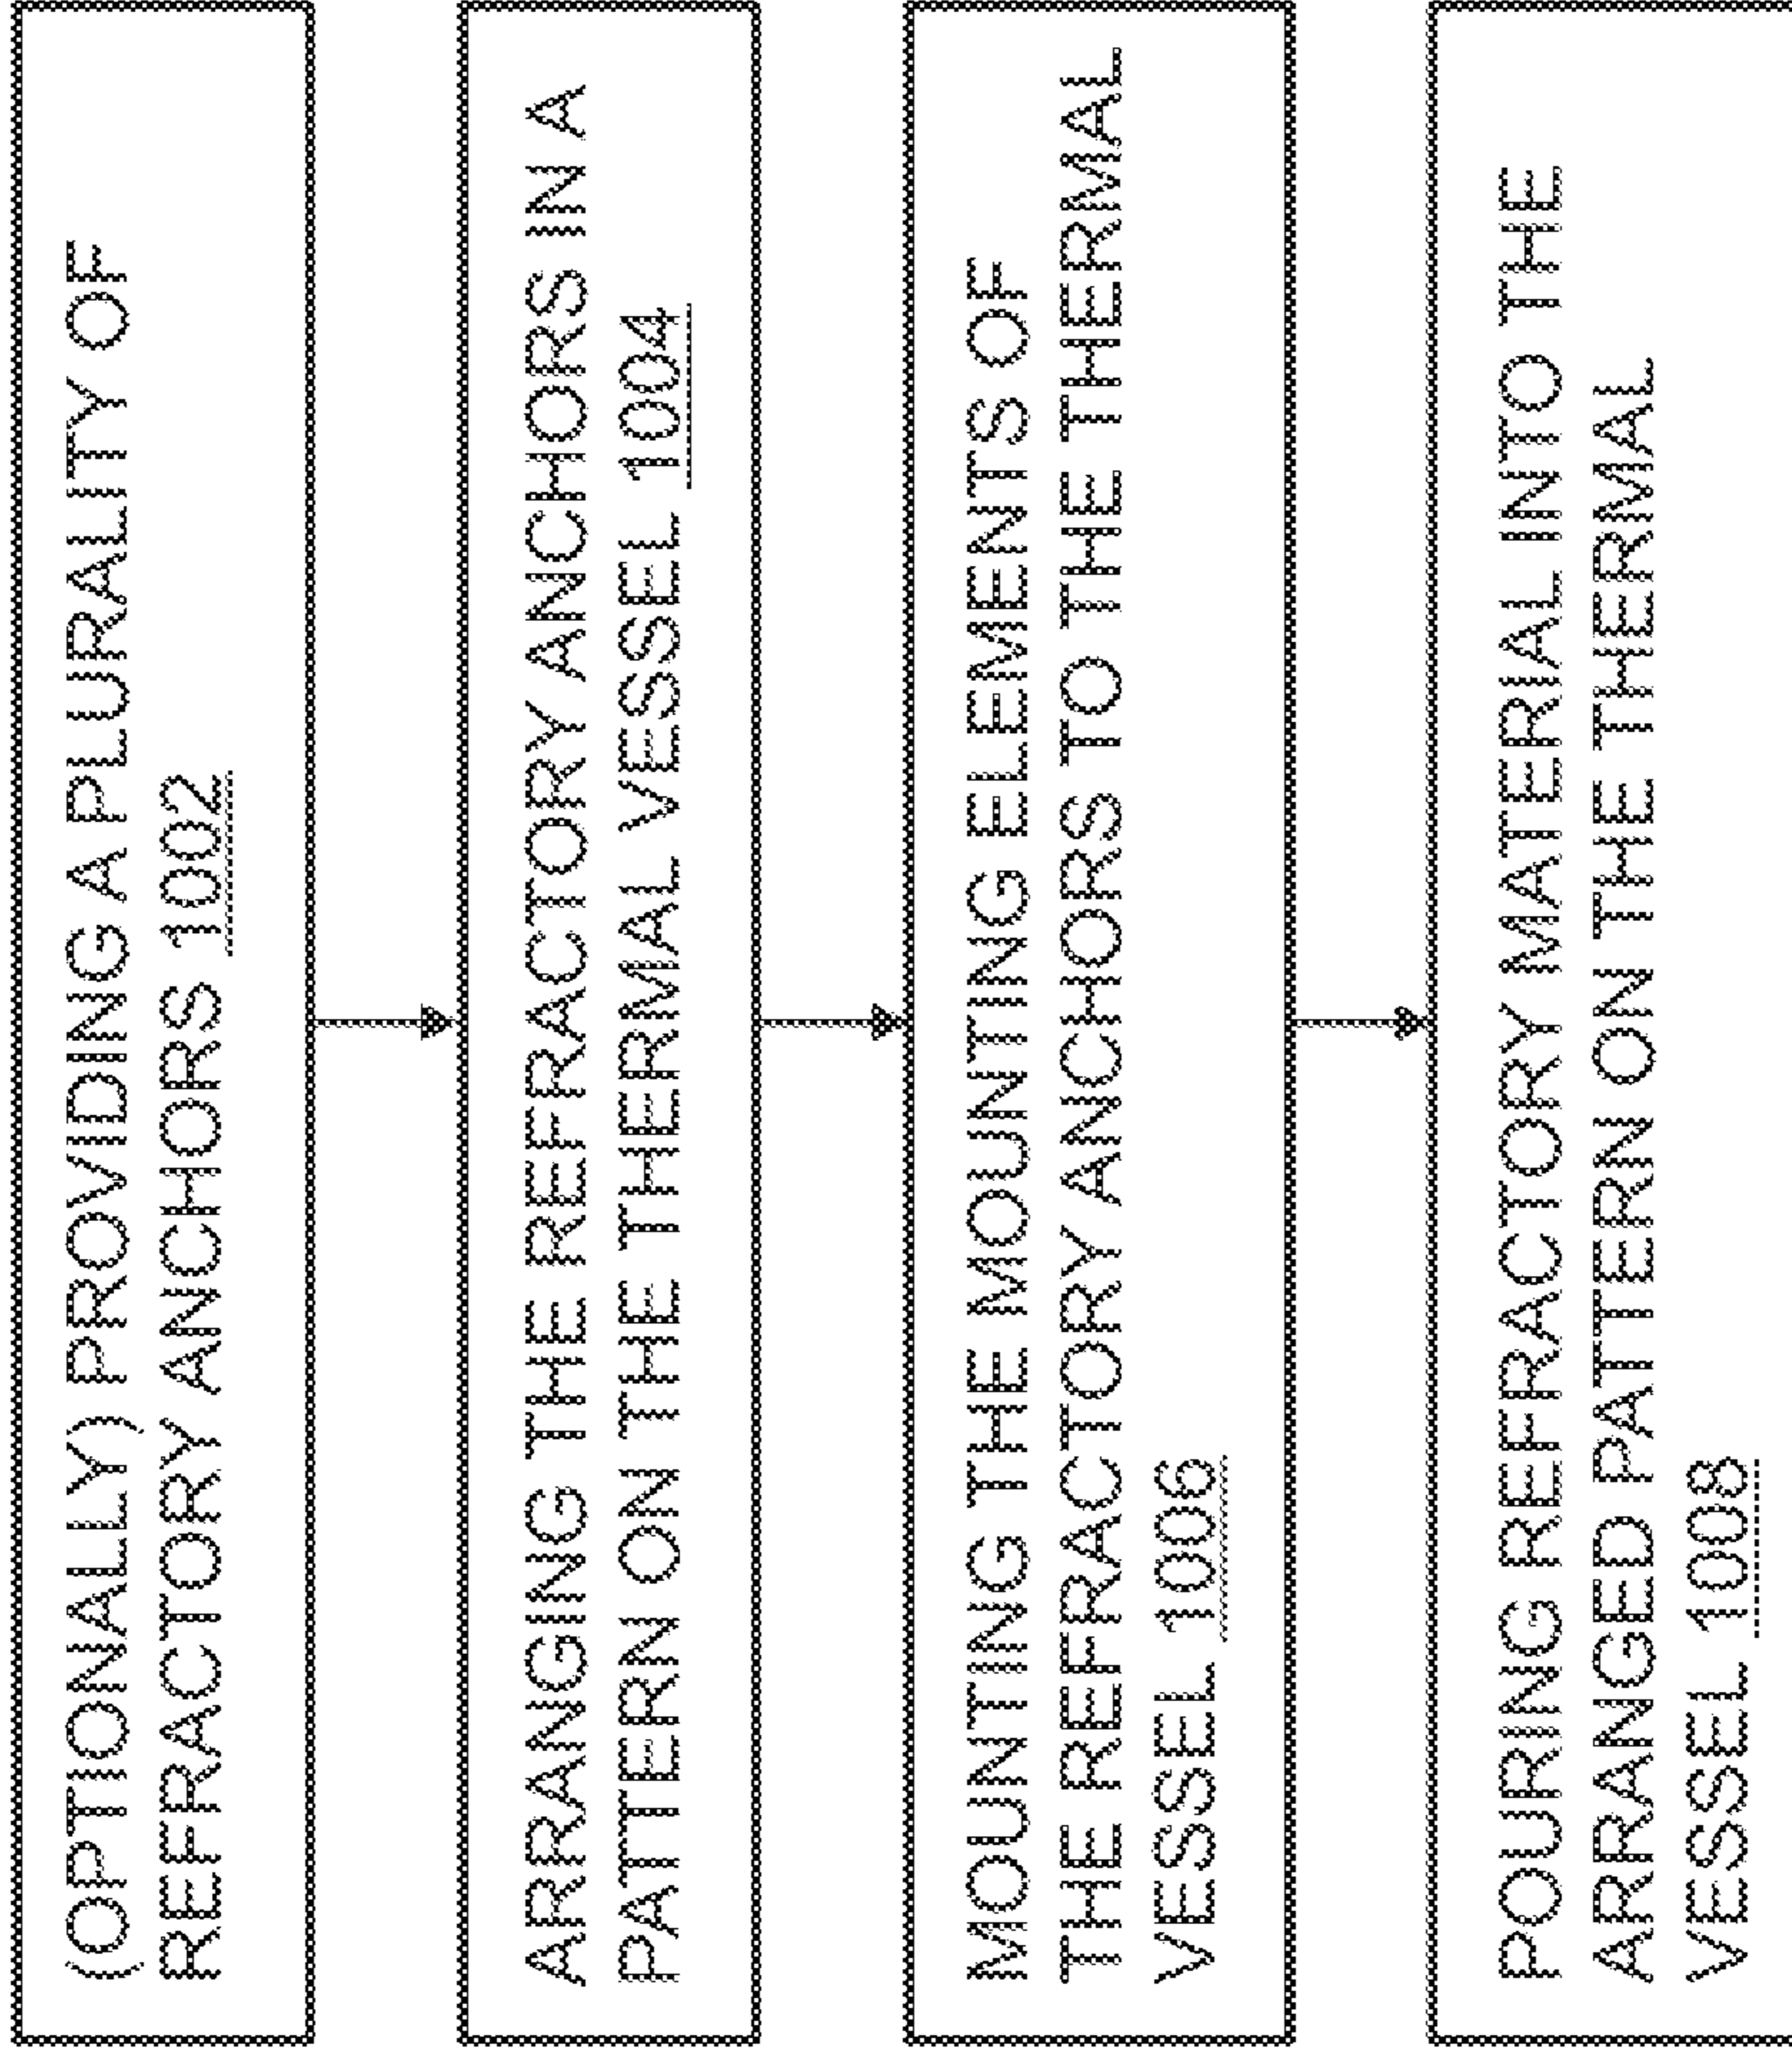 (OPTIONALLY) PROVIDING A PLURALITY OF
REFRACTORY ANCHORS 1002
ARRANGING THE REFRACTORY ANCHORS IN A
PATTERN ON THE THERMAL VESSEL 1004
MOUNTING THE MOUNTING ELEMENTS OF
THE REFRACTORY ANCHORS TO THE THERMAL
VESSEL 1006
POURING REFRACTORY MATERIAL INTO THE
ARRANGED PATTERN ON THE THERMAL
VESSEL 1008